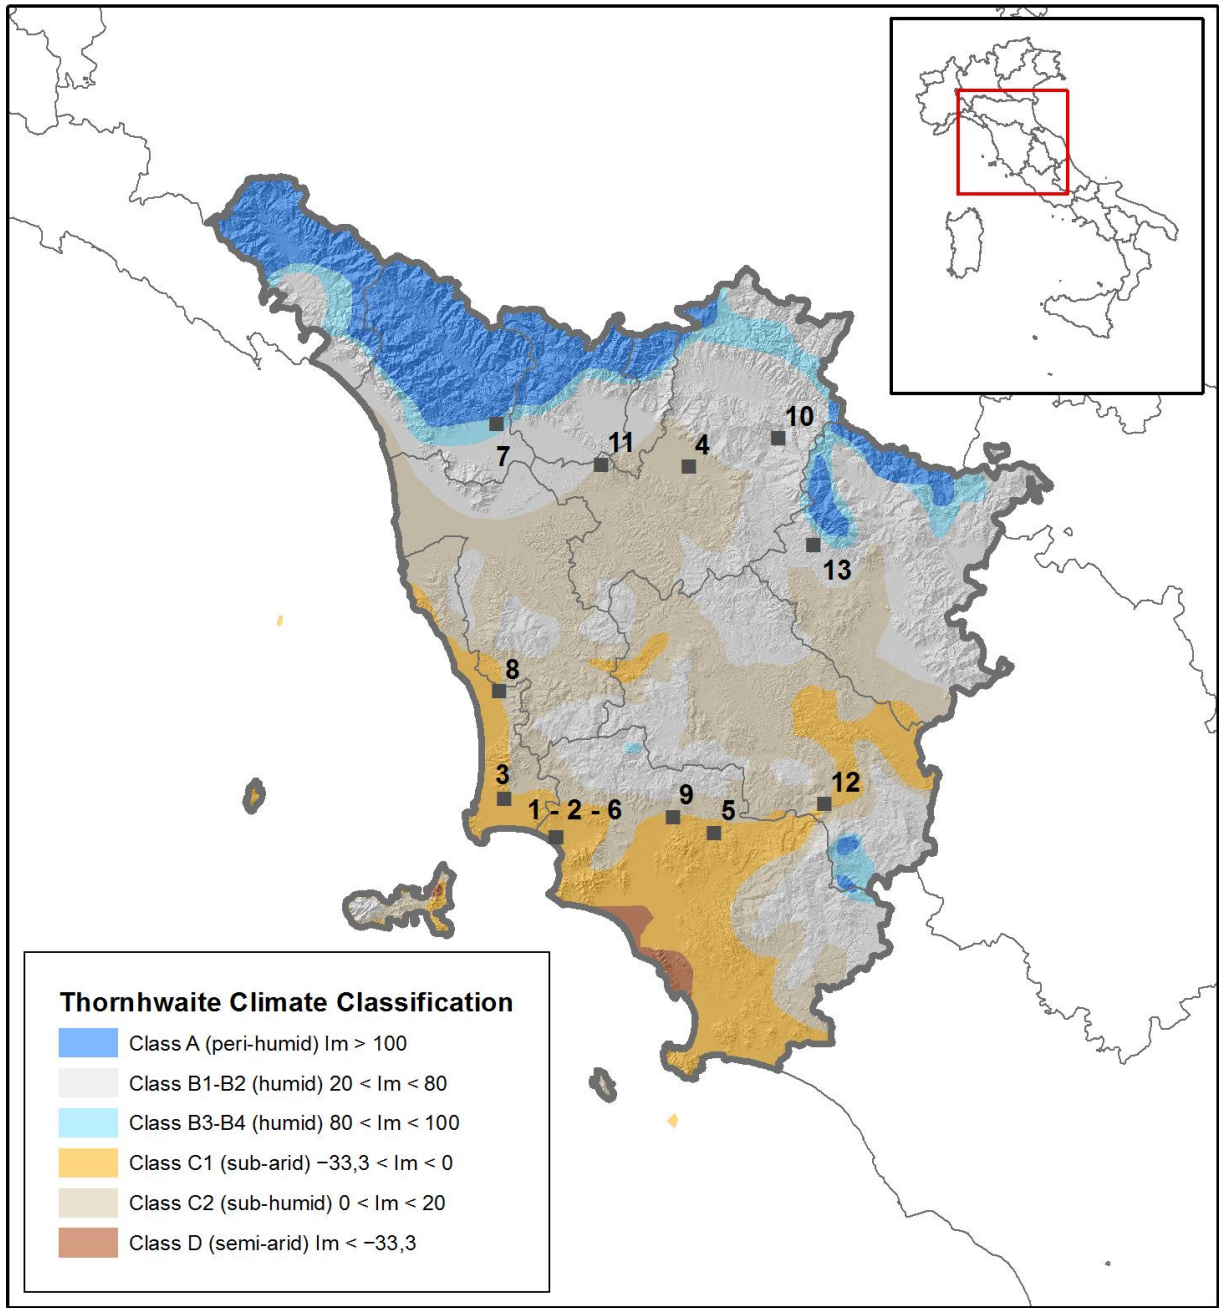 10
11
4
7
13
8
3
1 - 2 - 6
9
5
12
Thornhwaite Climate Classification
Class A (peri-humid) Im > 100
Class B1-B2 (humid) 20 < Im < 80
Class B3-B4 (humid) 80 < Im < 100
Class C1 (sub-arid) −33,3 < Im < 0
Class C2 (sub-humid) 0 < Im < 20
Class D (semi-arid) Im < −33,3